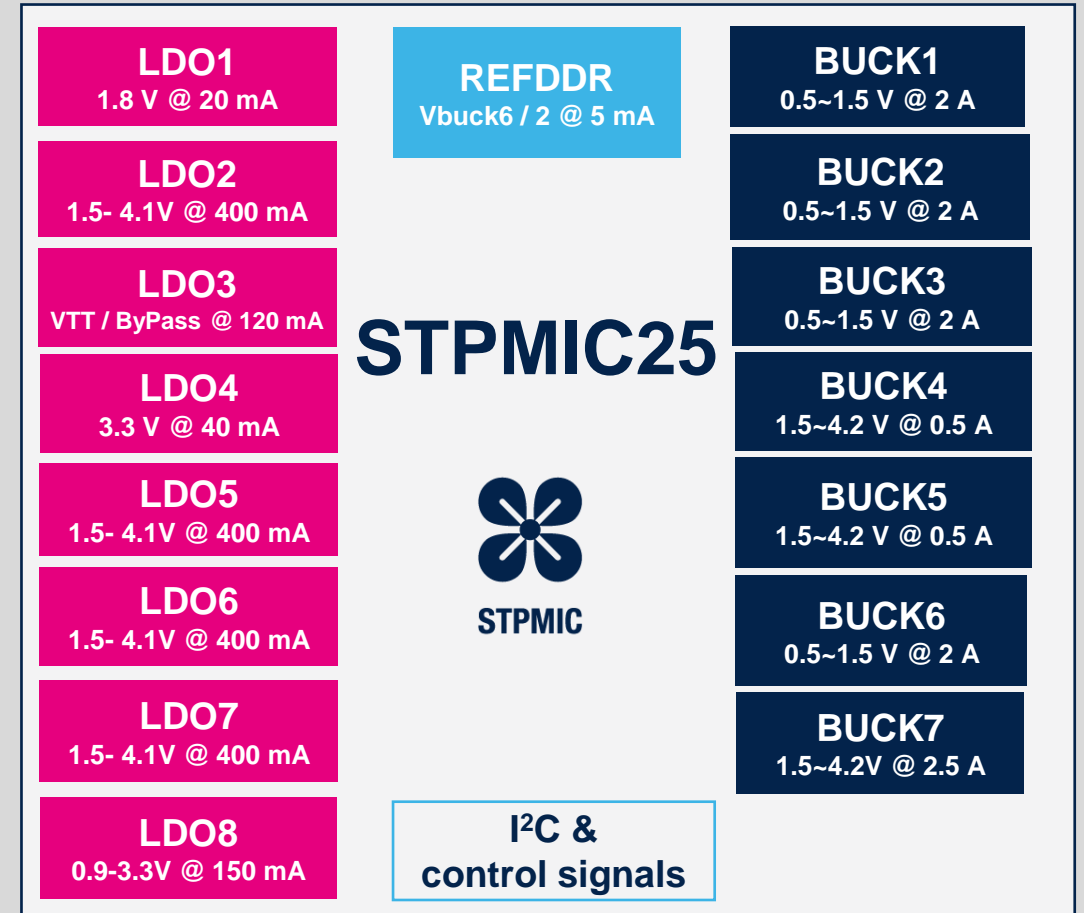 LDO1
1.8 V @ 20 mA
LDO2
1.5- 4.1V @ 400 mA
LDO3
VTT / ByPass @ 120 mA
LDO4
3.3 V @ 40 mA
LDO5
1.5- 4.1V @ 400 mA
LDO6
1.5- 4.1V @ 400 mA
LDO7
1.5- 4.1V @ 400 mA
LDO8
0.9-3.3V @ 150 mA
REFDDR
Vbuck6 / 2 @ 5 mA
STPMIC25
STPMIC
I²C &
control signals
BUCK1
0.5~1.5 V @ 2 A
BUCK2
0.5~1.5 V @ 2 A
BUCK3
0.5~1.5 V @ 2 A
BUCK4
1.5~4.2 V @ 0.5 A
BUCK5
1.5~4.2 V @ 0.5 A
BUCK6
0.5~1.5 V @ 2 A
BUCK7
1.5~4.2V @ 2.5 A